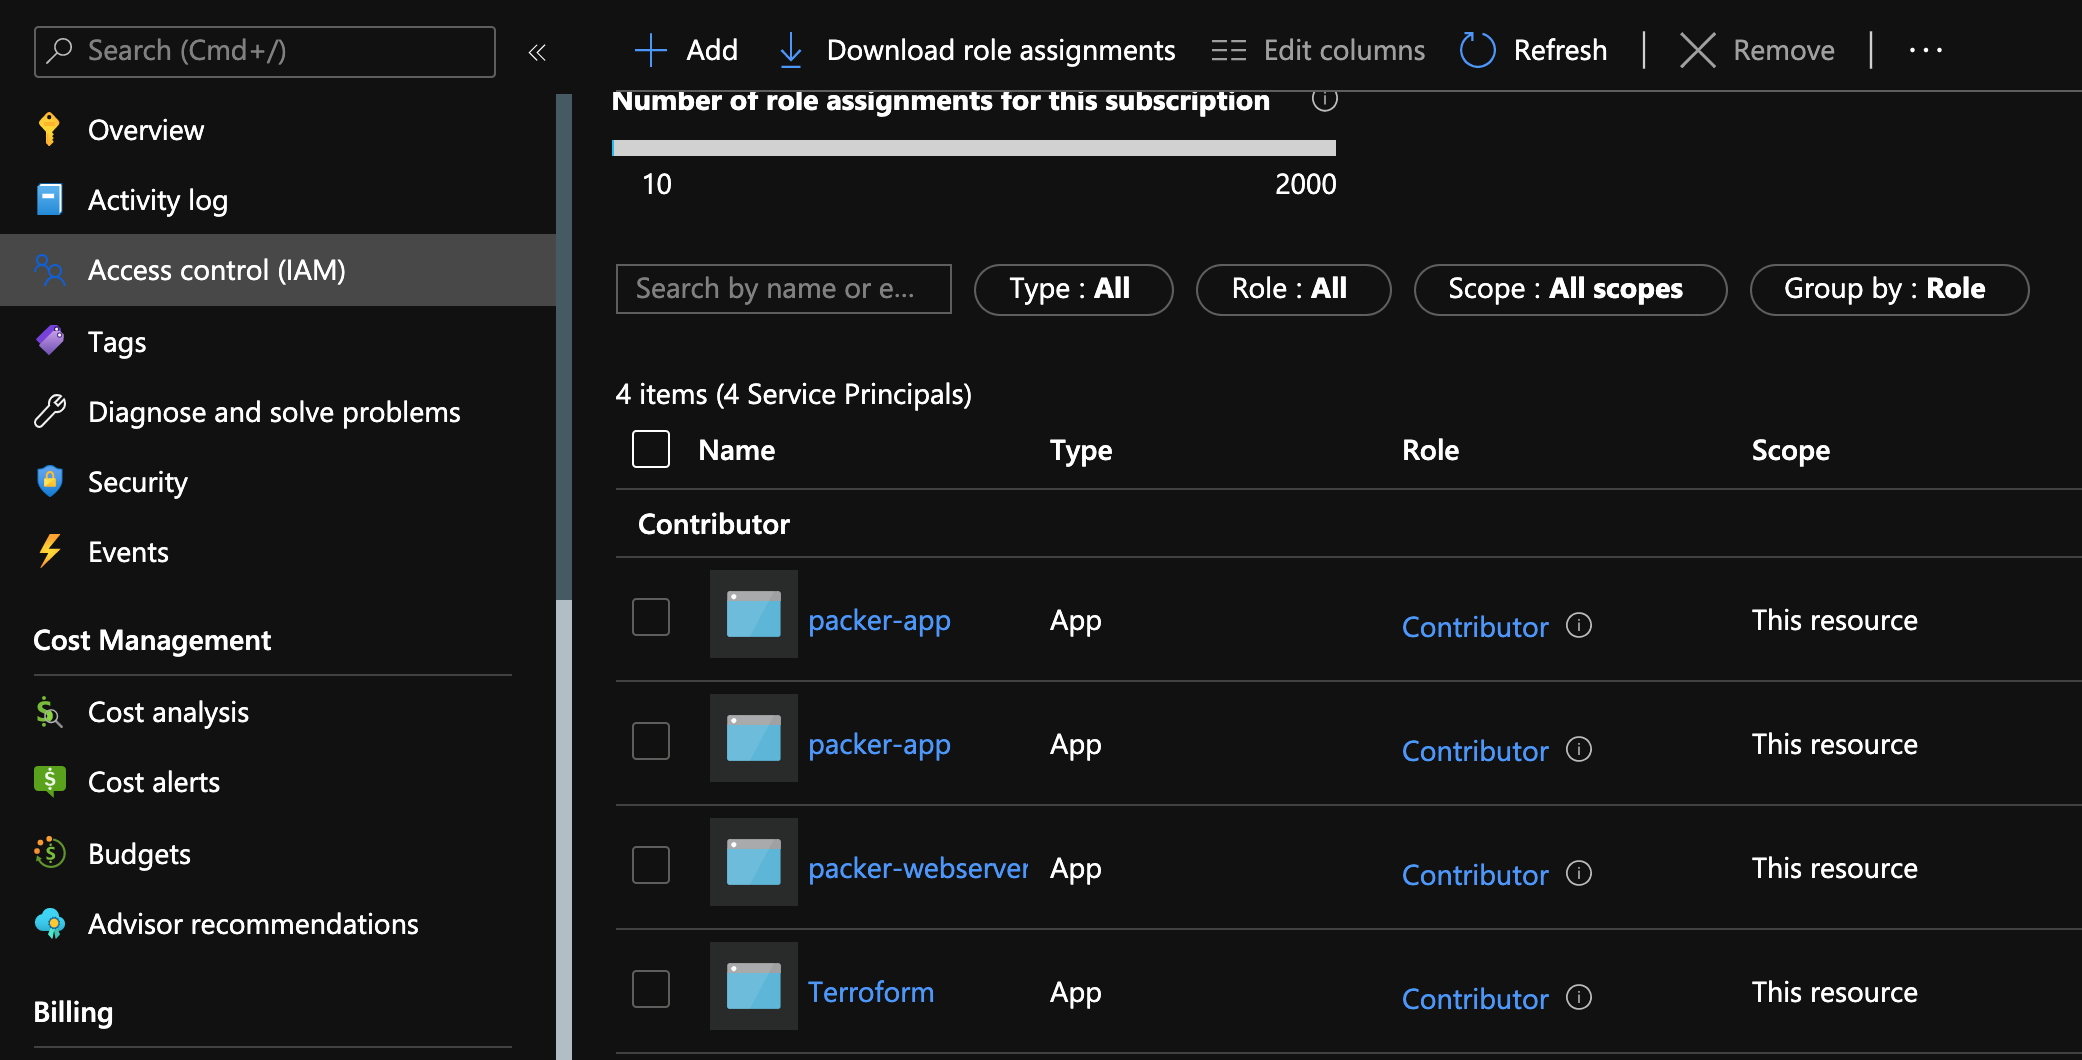 Search (Cmd+/)
«
Add
Download role assignments
Edit columns
Refresh
Remove
...
Overview
Activity log
Access control (IAM)
Tags
Diagnose and solve problems
Security
Events
Cost Management
Cost analysis
Cost alerts
Budgets
Advisor recommendations
Billing
Number of role assignments for this subscription
10 2000
Search by name or e...
Type : All
Role : All
Scope : All scopes
Group by : Role
4 items (4 Service Principals)
Name Type Role Scope
Contributor
packer-app App Contributor This resource
packer-app App Contributor This resource
packer-webserver App Contributor This resource
Terroform App Contributor This resource